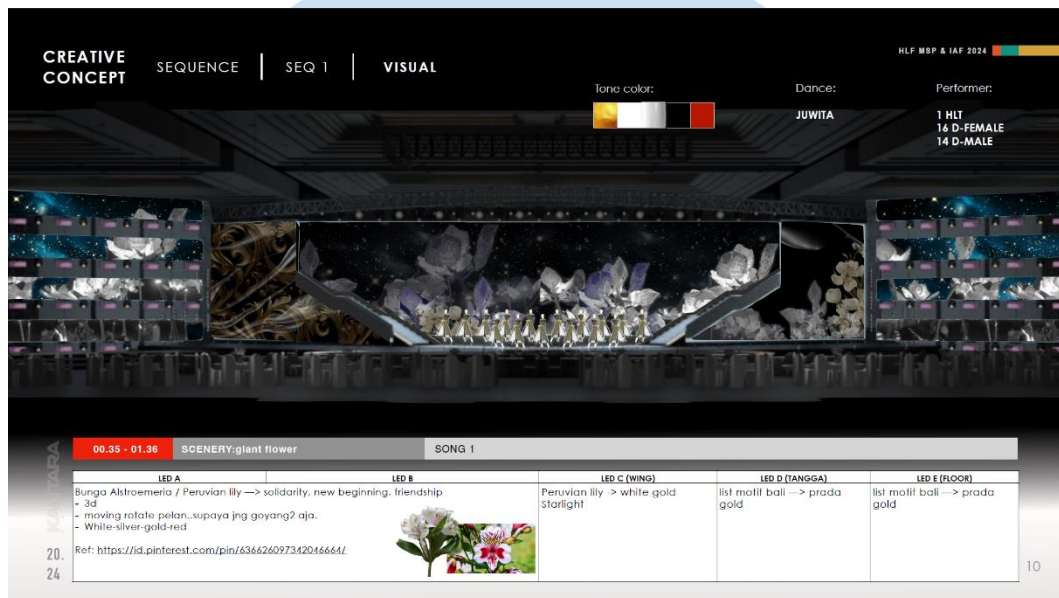 CREATIVE
CONCEPT
SEQUENCE
SEQ 1
VISUAL
HLF MSP & IAF 2024
Tone color:
Dance:
JUWITA
Performer:
1 HLT
16 D-FEMALE
14 D-MALE
00.35 - 01.36
SCENERY:giant flower
SONG 1
LED A
LED B
LED C (WING)
LED D (TANGGA)
LED E (FLOOR)
Bunga Alstroemeria / Peruvian lily —> solidarity, new beginning, friendship
- 3d
- moving rotate pelan..supaya jng goyang2 aja.
- White-silver-gold-red
Ref: https://id.pinterest.com/pin/636626097342046664/
Peruvian lily -> white gold
Starlight
list motif bali —> prada
gold
list motif bali —> prada
gold
20.
24
10